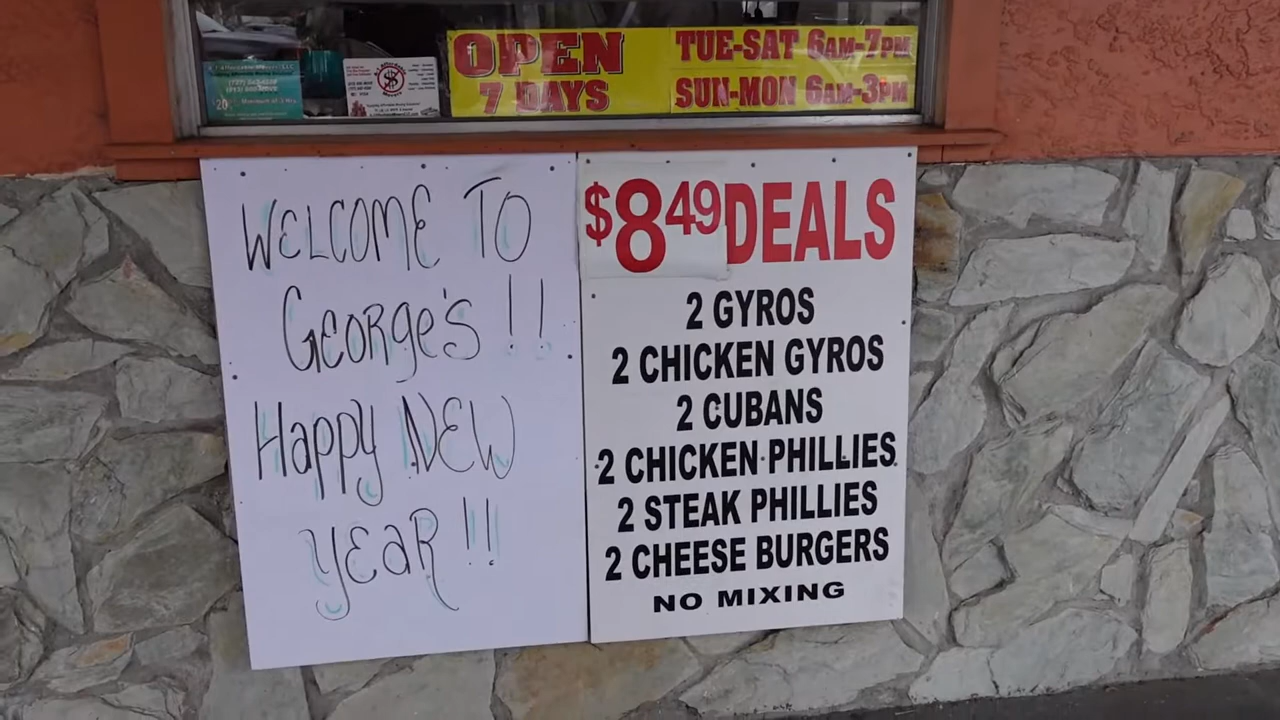 OPEN
7 DAYS
TUE-SAT 6AM-7PM
SUN-MON 6AM-3PM
WELCOME TO
GEORGE'S !!
HAPPY NEW
YEAR !!
$8 49 DEALS
2 GYROS
2 CHICKEN GYROS
2 CUBANS
2 CHICKEN PHILLIES
2 STEAK PHILLIES
2 CHEESE BURGERS
NO MIXING